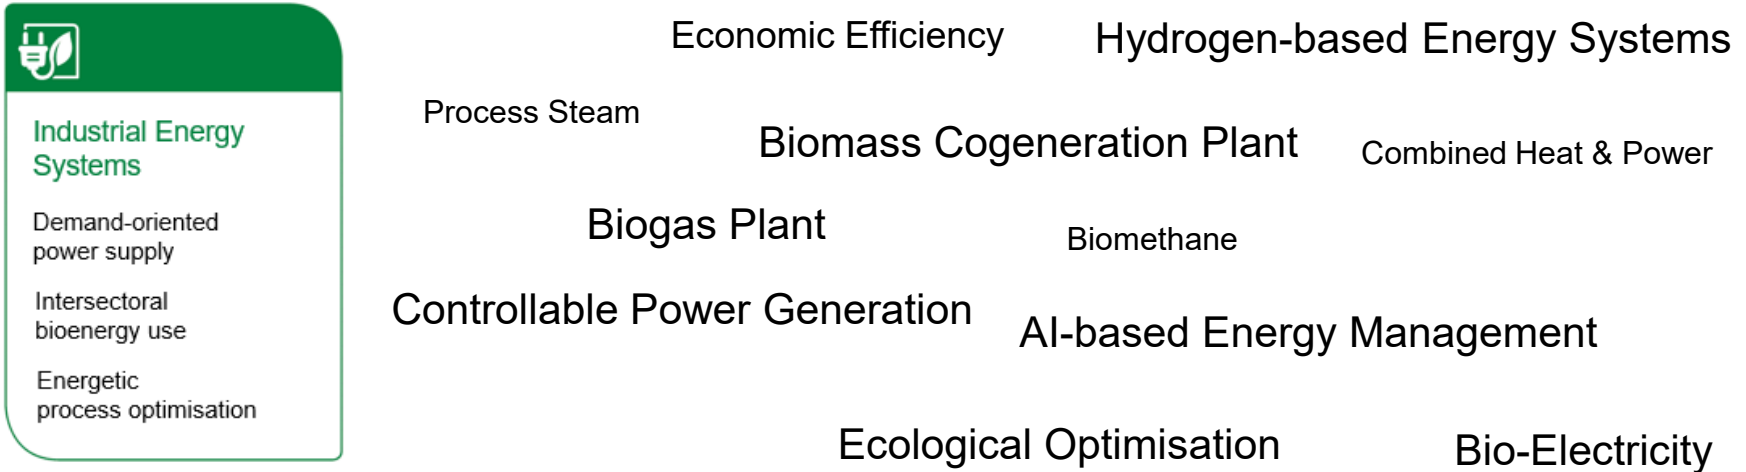 Industrial Energy
Systems
Demand-oriented
power supply
Intersectoral
bioenergy use
Energetic
process optimisation
Economic Efficiency
Hydrogen-based Energy Systems
Process Steam
Biomass Cogeneration Plant
Combined Heat & Power
Biogas Plant
Biomethane
Controllable Power Generation
AI-based Energy Management
Ecological Optimisation
Bio-Electricity